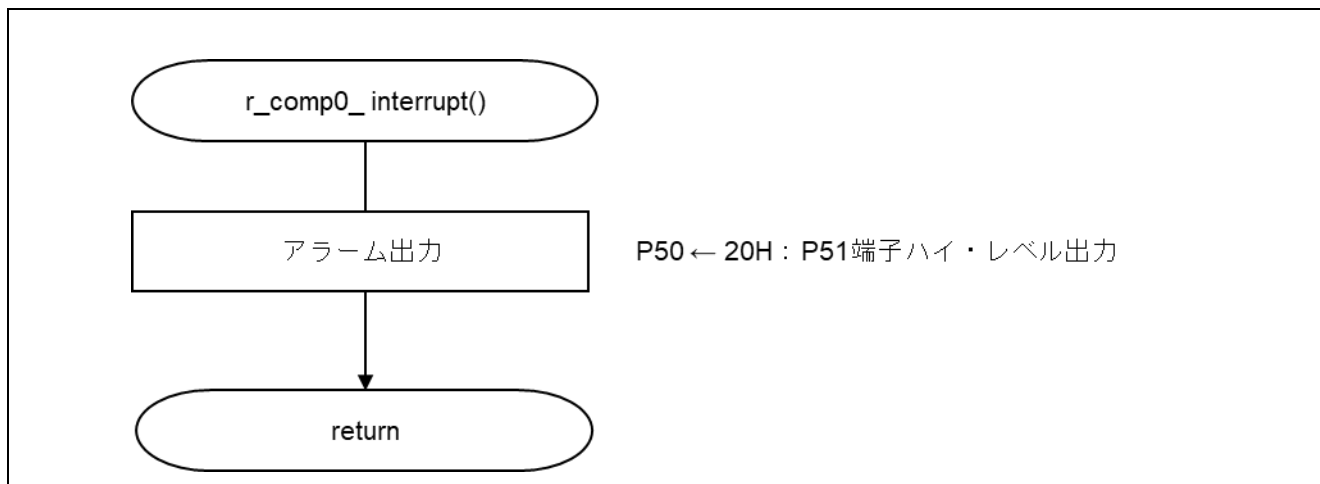 r_comp0_ interrupt()
アラーム出力
P50 ← 20H : P51端子ハイ・レベル出力
return